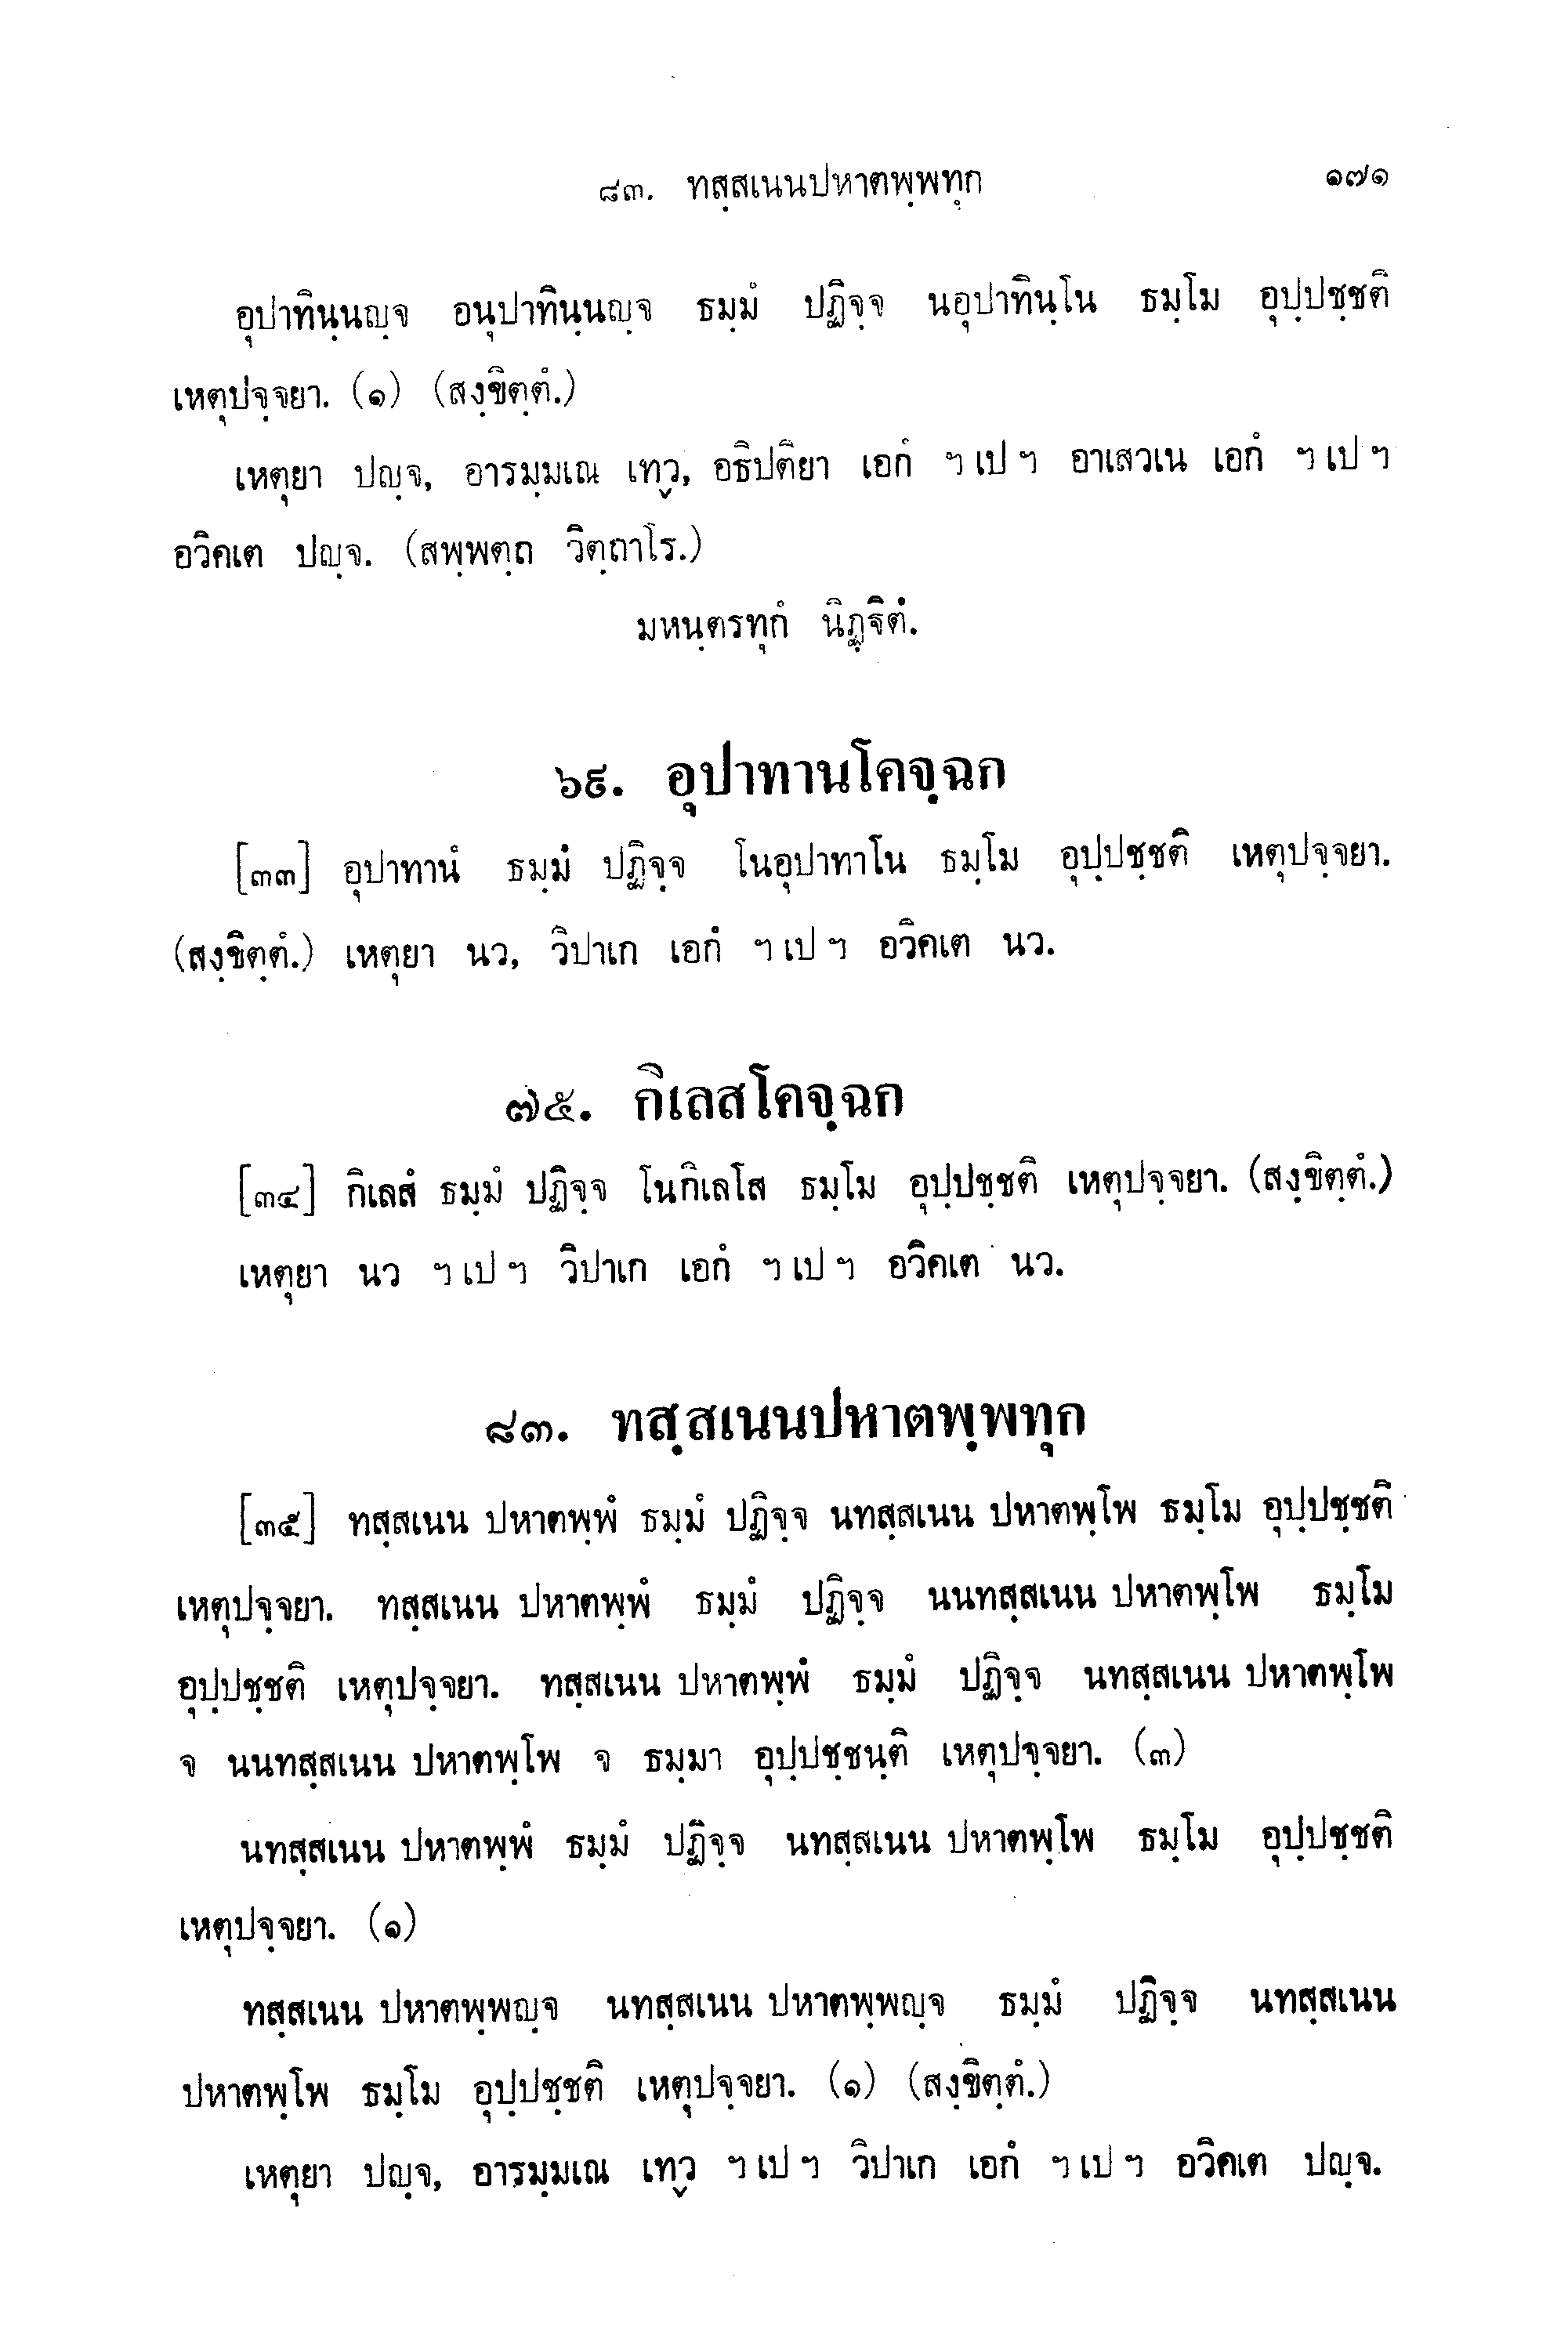 ๘๓. ทสฺสเนนปหาตพฺพทุก ๑๗๑
อุปาทินฺนญฺจ อนุปาทินฺนญฺจ ธมฺมํ ปฏิจฺจ นอุปาทินฺโน ธมฺโม อุปฺปชฺชติ
เหตุปจฺจยา. (๑) (สงฺขิตฺตํ.)
เหตุยา ปญฺจ, อารมฺมเณ เทฺว, อธิปติยา เอกํ ฯ เป ฯ อาเสวเน เอกํ ฯ เป ฯ
อวิคเต ปญฺจ. (สพฺพตฺถ วิตฺถาโร.)
มหนฺตรทุกํ นิฏฺฐิตํ.
๖๙. อุปาทานโคจฺฉก
[๓๓] อุปาทานํ ธมฺมํ ปฏิจฺจ โนอุปาทาโน ธมฺโม อุปฺปชฺชติ เหตุปจฺจยา.
(สงฺขิตฺตํ.) เหตุยา นว, วิปาเก เอกํ ฯ เป ฯ อวิคเต นว.
๗๕. กิเลสโคจฺฉก
[๓๔] กิเลสํ ธมฺมํ ปฏิจฺจ โนกิเลโส ธมฺโม อุปฺปชฺชติ เหตุปจฺจยา. (สงฺขิตฺตํ.)
เหตุยา นว ฯ เป ฯ วิปาเก เอกํ ฯ เป ฯ อวิคเต นว.
๘๓. ทสฺสเนนปหาตพฺพทุก
[๓๕] ทสฺสเนน ปหาตพฺพํ ธมฺมํ ปฏิจฺจ นทสฺสเนน ปหาตพฺโพ ธมฺโม อุปฺปชฺชติ
เหตุปจฺจยา. ทสฺสเนน ปหาตพฺพํ ธมฺมํ ปฏิจฺจ นนทสฺสเนน ปหาตพฺโพ ธมฺโม
อุปฺปชฺชติ เหตุปจฺจยา. ทสฺสเนน ปหาตพฺพํ ธมฺมํ ปฏิจฺจ นทสฺสเนน ปหาตพฺโพ
จ นนทสฺสเนน ปหาตพฺโพ จ ธมฺมา อุปฺปชฺชนฺติ เหตุปจฺจยา. (๓)
นทสฺสเนน ปหาตพฺพํ ธมฺมํ ปฏิจฺจ นทสฺสเนน ปหาตพฺโพ ธมฺโม อุปฺปชฺชติ
เหตุปจฺจยา. (๑)
ทสฺสเนน ปหาตพฺพญฺจ นทสฺสเนน ปหาตพฺพญฺจ ธมฺมํ ปฏิจฺจ นทสฺสเนน
ปหาตพฺโพ ธมฺโม อุปฺปชฺชติ เหตุปจฺจยา. (๑) (สงฺขิตฺตํ.)
เหตุยา ปญฺจ, อารมฺมเณ เทฺว ฯ เป ฯ วิปาเก เอกํ ฯ เป ฯ อวิคเต ปญฺจ.